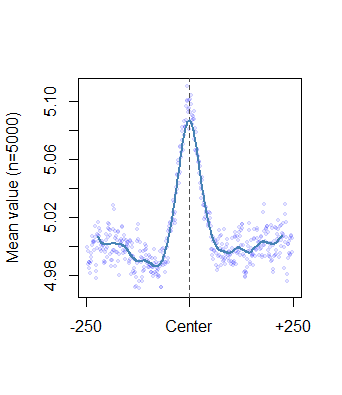 Mean value (n=5000)
5.10
5.06
5.02
4.98
-250 Center +250